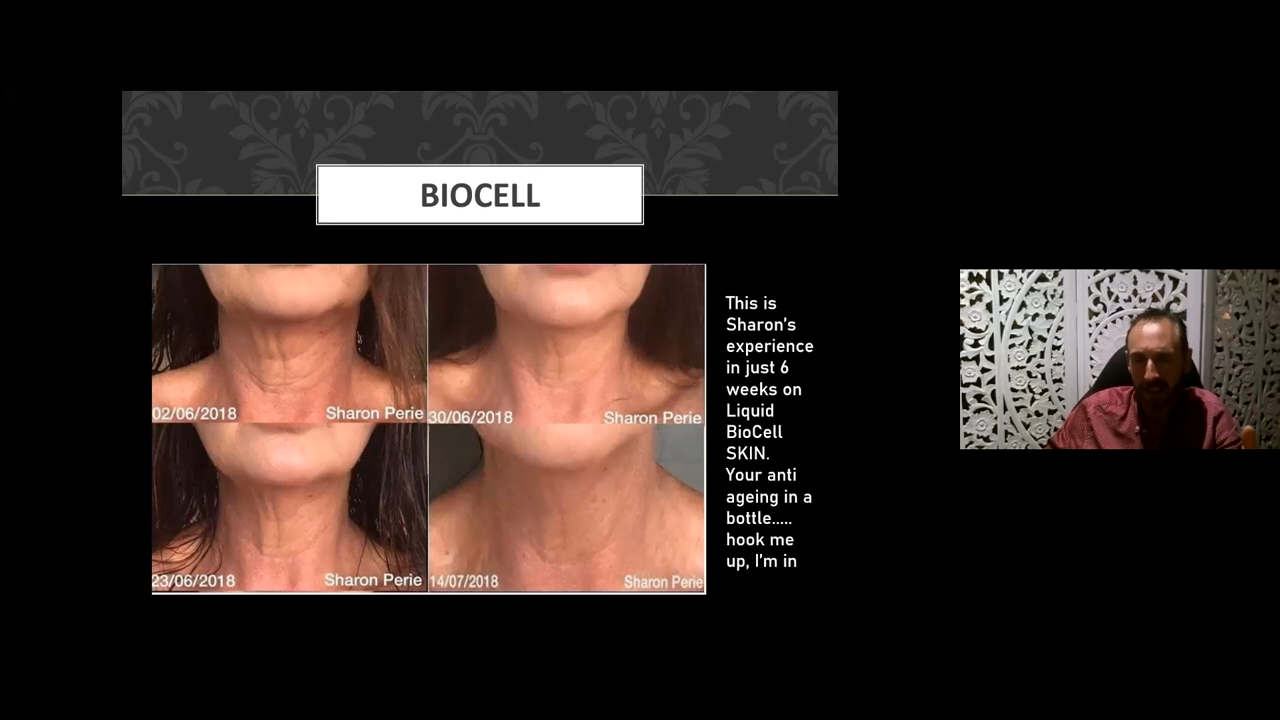 BIOCELL
02/06/2018
Sharon Perie
30/06/2018
Sharon Perie
23/06/2018
Sharon Perie
14/07/2018
Sharon Perie
This is
Sharon's
experience
in just 6
weeks on
Liquid
BioCell
SKIN.
Your anti
ageing in a
bottle.....
hook me
up, I'm in